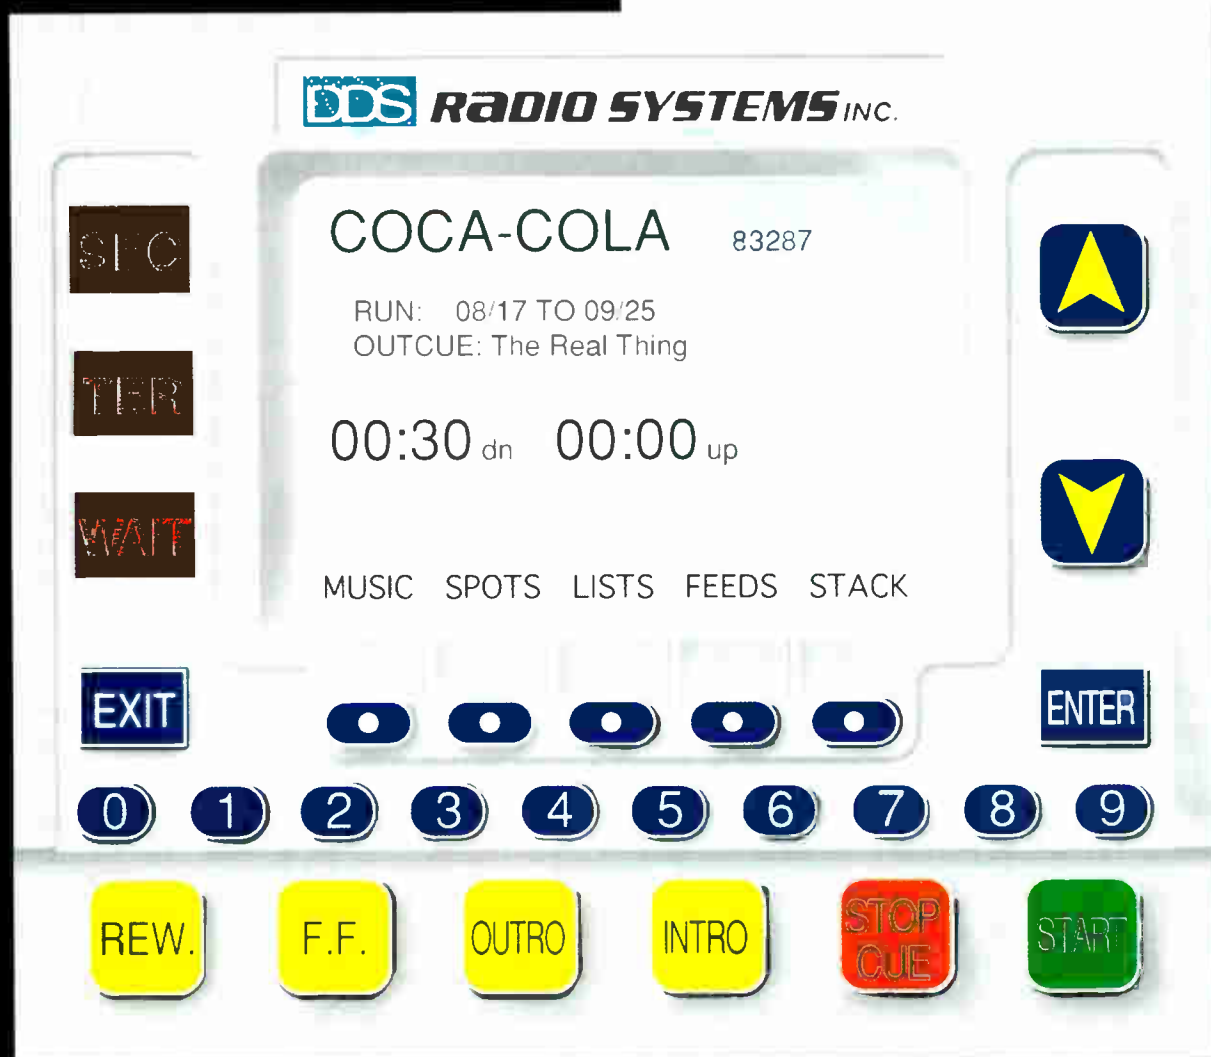 DDS RADIO SYSTEMS INC.
COCA-COLA 83287
RUN: 08/17 TO 09/25
OUTCUE: The Real Thing
00:30 dn 00:00 up
MUSIC SPOTS LISTS FEEDS STACK
SEC
TER
WAIT
EXIT
ENTER
0 1 2 3 4 5 6 7 8 9
REW. F.F. OUTRO INTRO STOP CUE START